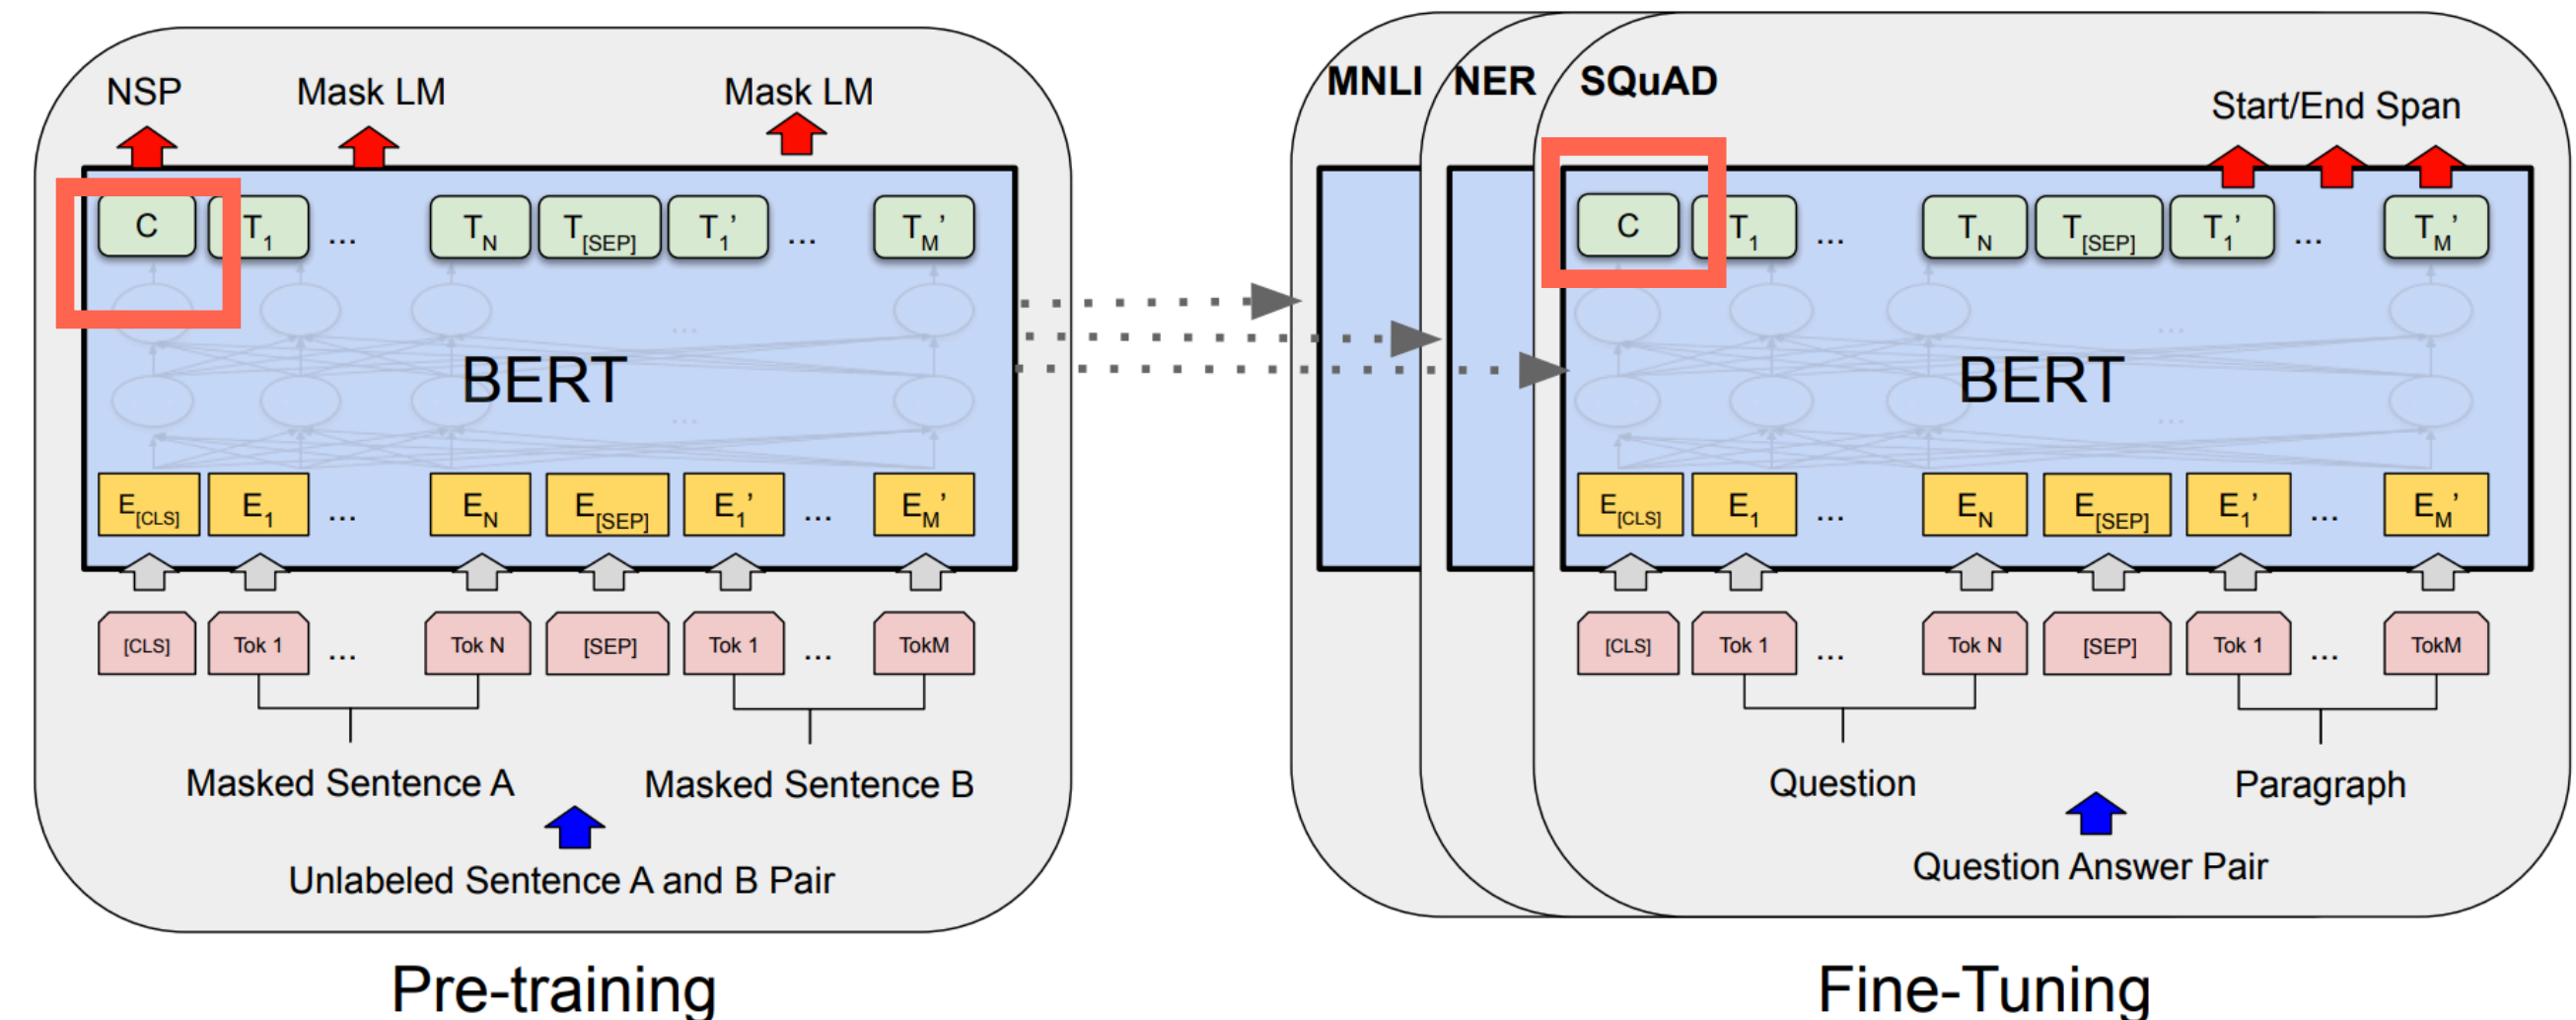 NSP Mask LM Mask LM
C T1 ... TN T[SEP] T1’ ... TM’
...
BERT
...
E[CLS] E1 ... EN E[SEP] E1’ ... EM’
[CLS] Tok 1 ... Tok N [SEP] Tok 1 ... TokM
Masked Sentence A Masked Sentence B
Unlabeled Sentence A and B Pair
Pre-training
MNLI NER SQuAD
Start/End Span
C T1 ... TN T[SEP] T1’ ... TM’
...
BERT
...
E[CLS] E1 ... EN E[SEP] E1’ ... EM’
[CLS] Tok 1 ... Tok N [SEP] Tok 1 ... TokM
Question Paragraph
Question Answer Pair
Fine-Tuning